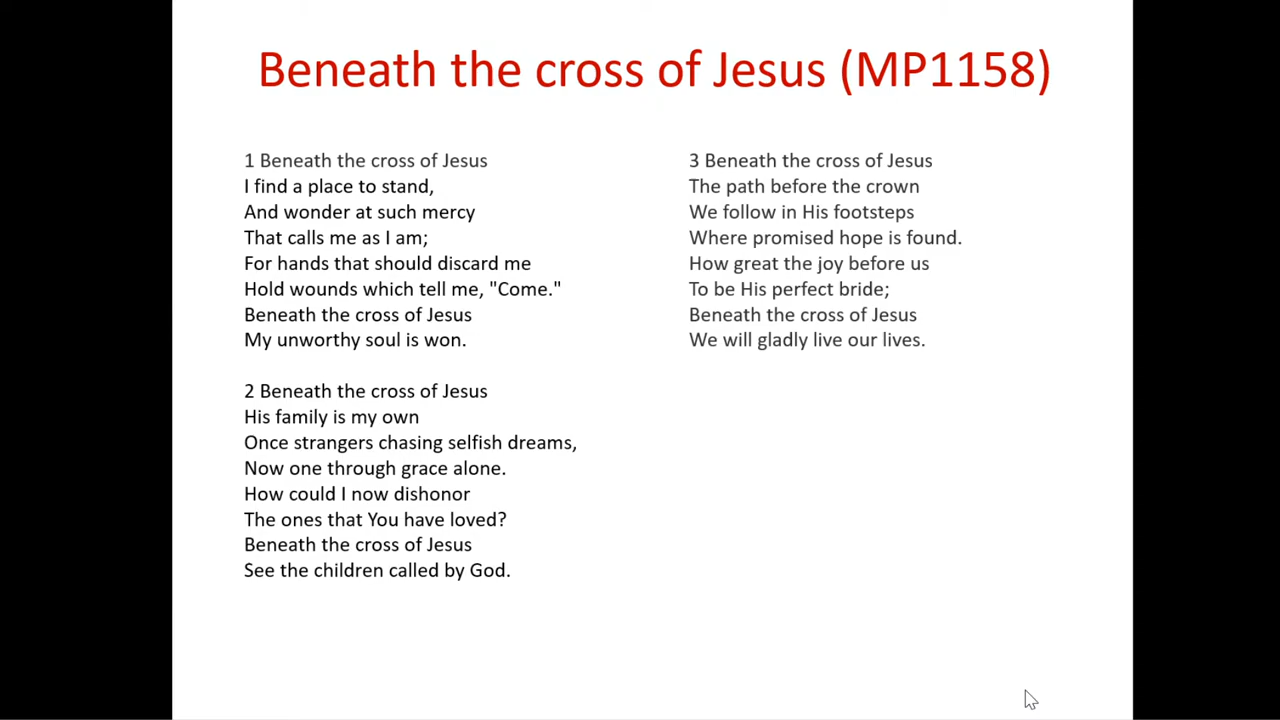 Beneath the cross of Jesus (MP1158)
1 Beneath the cross of Jesus
I find a place to stand,
And wonder at such mercy
That calls me as I am;
For hands that should discard me
Hold wounds which tell me, "Come."
Beneath the cross of Jesus
My unworthy soul is won.
2 Beneath the cross of Jesus
His family is my own
Once strangers chasing selfish dreams,
Now one through grace alone.
How could I now dishonor
The ones that You have loved?
Beneath the cross of Jesus
See the children called by God.
3 Beneath the cross of Jesus
The path before the crown
We follow in His footsteps
Where promised hope is found.
How great the joy before us
To be His perfect bride;
Beneath the cross of Jesus
We will gladly live our lives.